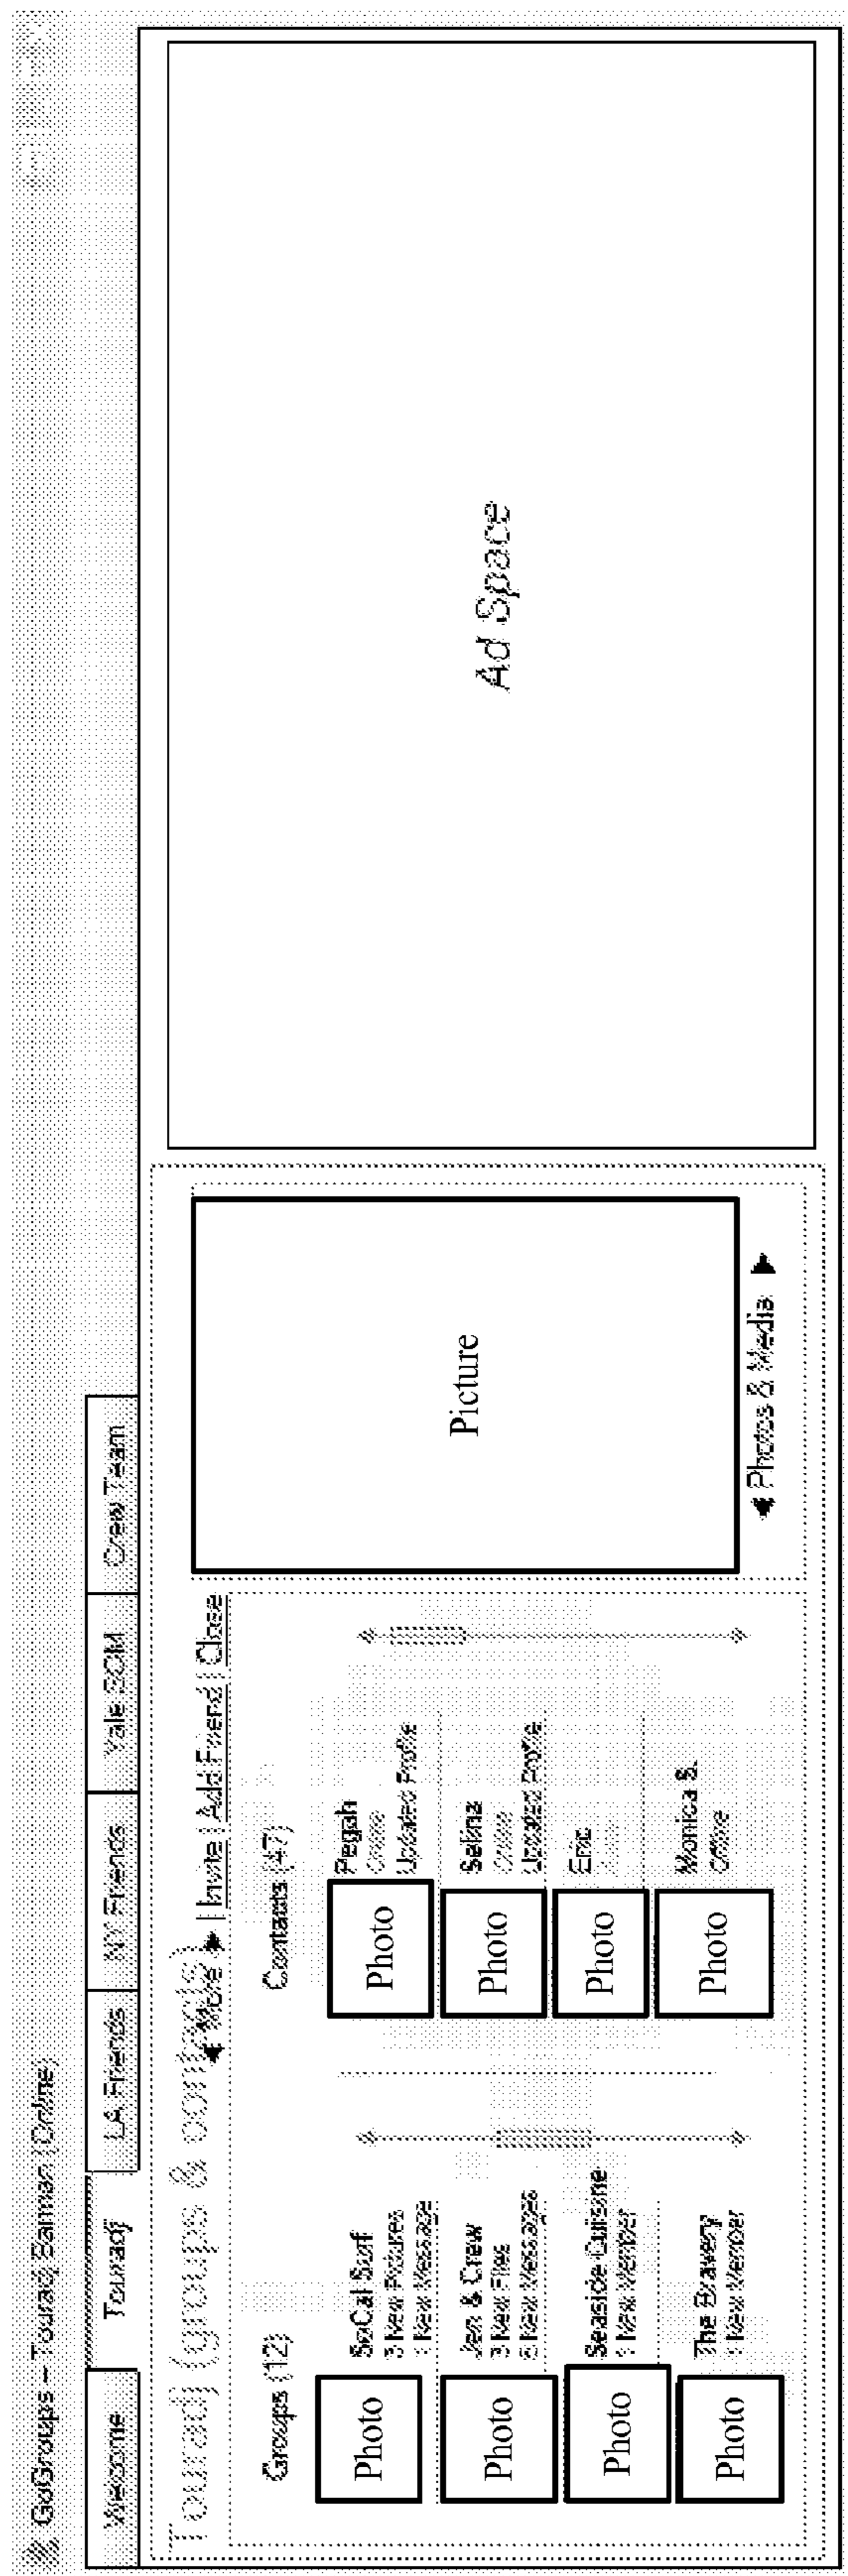 GoGroups – Touradj Barman (Online)
Welcome
Touradj
LA Friends
NY Friends
Yale SOM
Crew Team
Touradj (groups & contacts)
More | Invite | Add Friend | Close
Groups (12)
Photo
SoCal Surf
3 New Pictures
1 New Message
Photo
Jen & Crew
3 New Files
New Messages
Photo
Seaside Cuisine
1 New Member
Photo
The Bravery
1 New Member
Contacts (47)
Photo
Pegah
Online
Updated Profile
Photo
Selina
Online
Updated Profile
Photo
Eric
Photo
Monica S.
Offline
Picture
Photos & Media
Ad Space